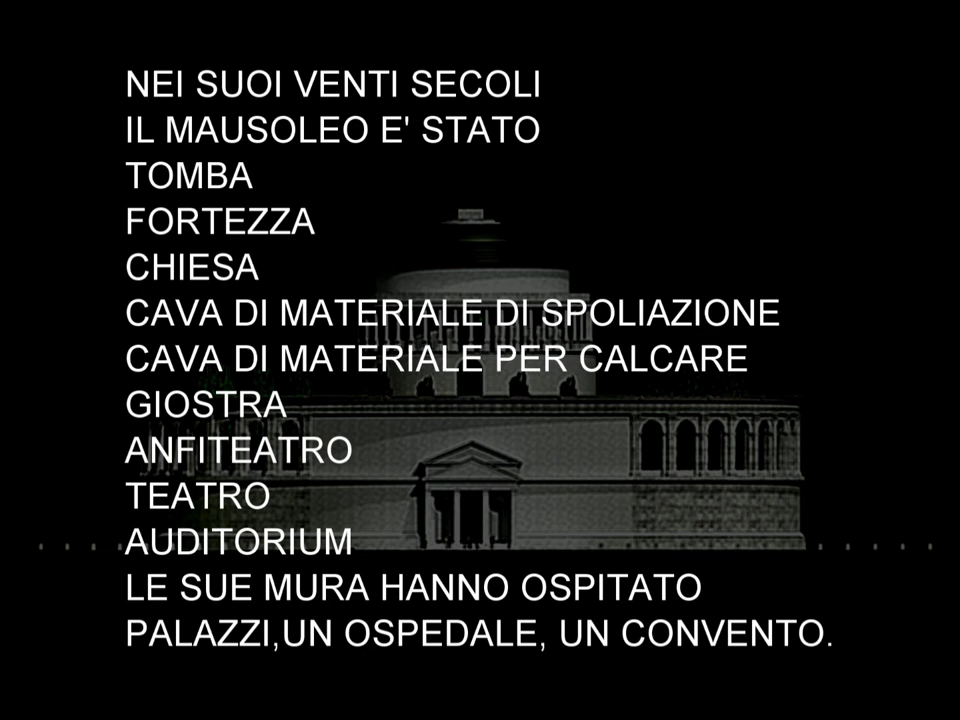 NEI SUOI VENTI SECOLI
IL MAUSOLEO E' STATO
TOMBA
FORTEZZA
CHIESA
CAVA DI MATERIALE DI SPOLIAZIONE
CAVA DI MATERIALE PER CALCARE
GIOSTRA
ANFITEATRO
TEATRO
AUDITORIUM
LE SUE MURA HANNO OSPITATO
PALAZZI,UN OSPEDALE, UN CONVENTO.